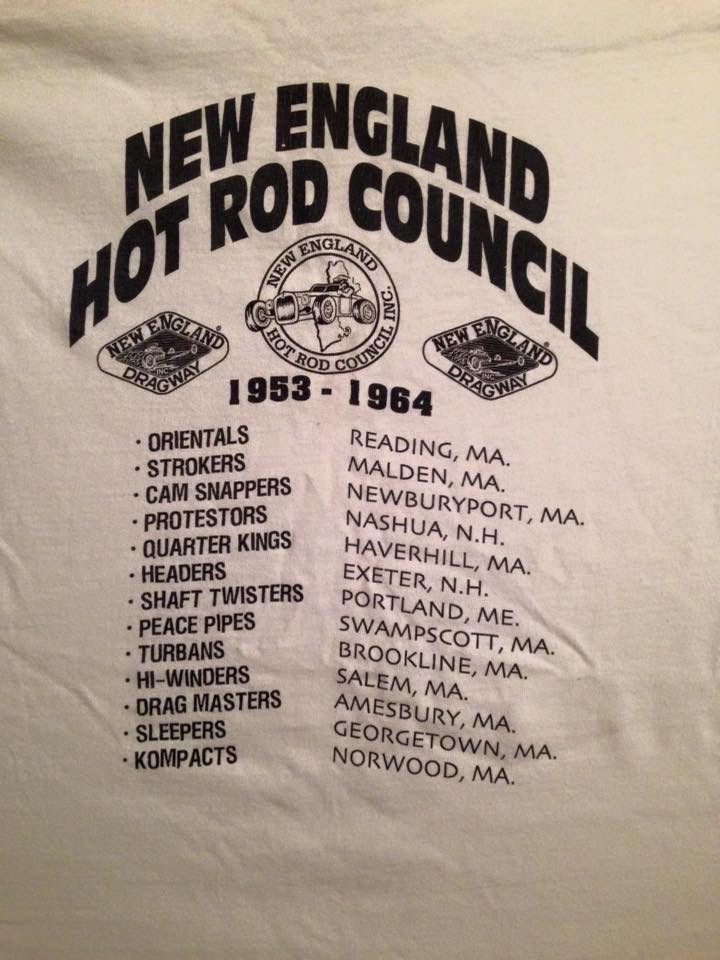 NEW ENGLAND
HOT ROD COUNCIL
NEW ENGLAND
HOT ROD COUNCIL INC.
NEW ENGLAND
INC.
DRAGWAY
NEW ENGLAND
INC.
DRAGWAY
1953 - 1964
· ORIENTALS READING, MA.
· STROKERS MALDEN, MA.
· CAM SNAPPERS NEWBURYPORT, MA.
· PROTESTORS NASHUA, N.H.
· QUARTER KINGS HAVERHILL, MA.
· HEADERS EXETER, N.H.
· SHAFT TWISTERS PORTLAND, ME.
· PEACE PIPES SWAMPSCOTT, MA.
· TURBANS BROOKLINE, MA.
· HI-WINDERS SALEM, MA.
· DRAG MASTERS AMESBURY, MA.
· SLEEPERS GEORGETOWN, MA.
· KOMPACTS NORWOOD, MA.